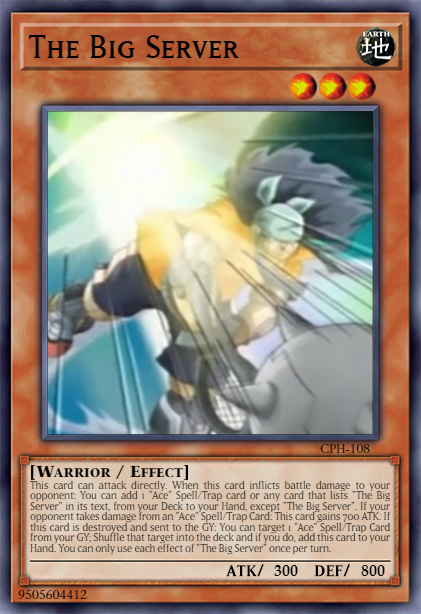 The Big Server
EARTH
地
CPH-108
[Warrior / Effect]
This card can attack directly. When this card inflicts battle damage to your
opponent: You can add 1 "Ace" Spell/Trap card or any card that lists "The Big
Server" in its text, from your Deck to your Hand, except "The Big Server". If your
opponent takes damage from an "Ace" Spell/Trap Card: This card gains 700 ATK. If
this card is destroyed and sent to the GY: You can target 1 "Ace" Spell/Trap Card
from your GY; Shuffle that target into the deck and if you do, add this card to your
Hand. You can only use each effect of "The Big Server" once per turn.
ATK/ 300 DEF/ 800
9505604412